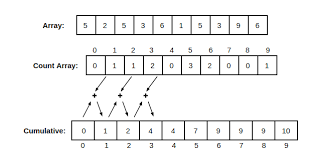 Array: 5 2 5 3 6 1 5 3 9 6
0 1 2 3 4 5 6 7 8 9
Count Array: 0 1 1 2 0 3 2 0 0 1
+ + +
Cumulative: 0 1 2 4 4 7 9 9 9 10
0 1 2 3 4 5 6 7 8 9